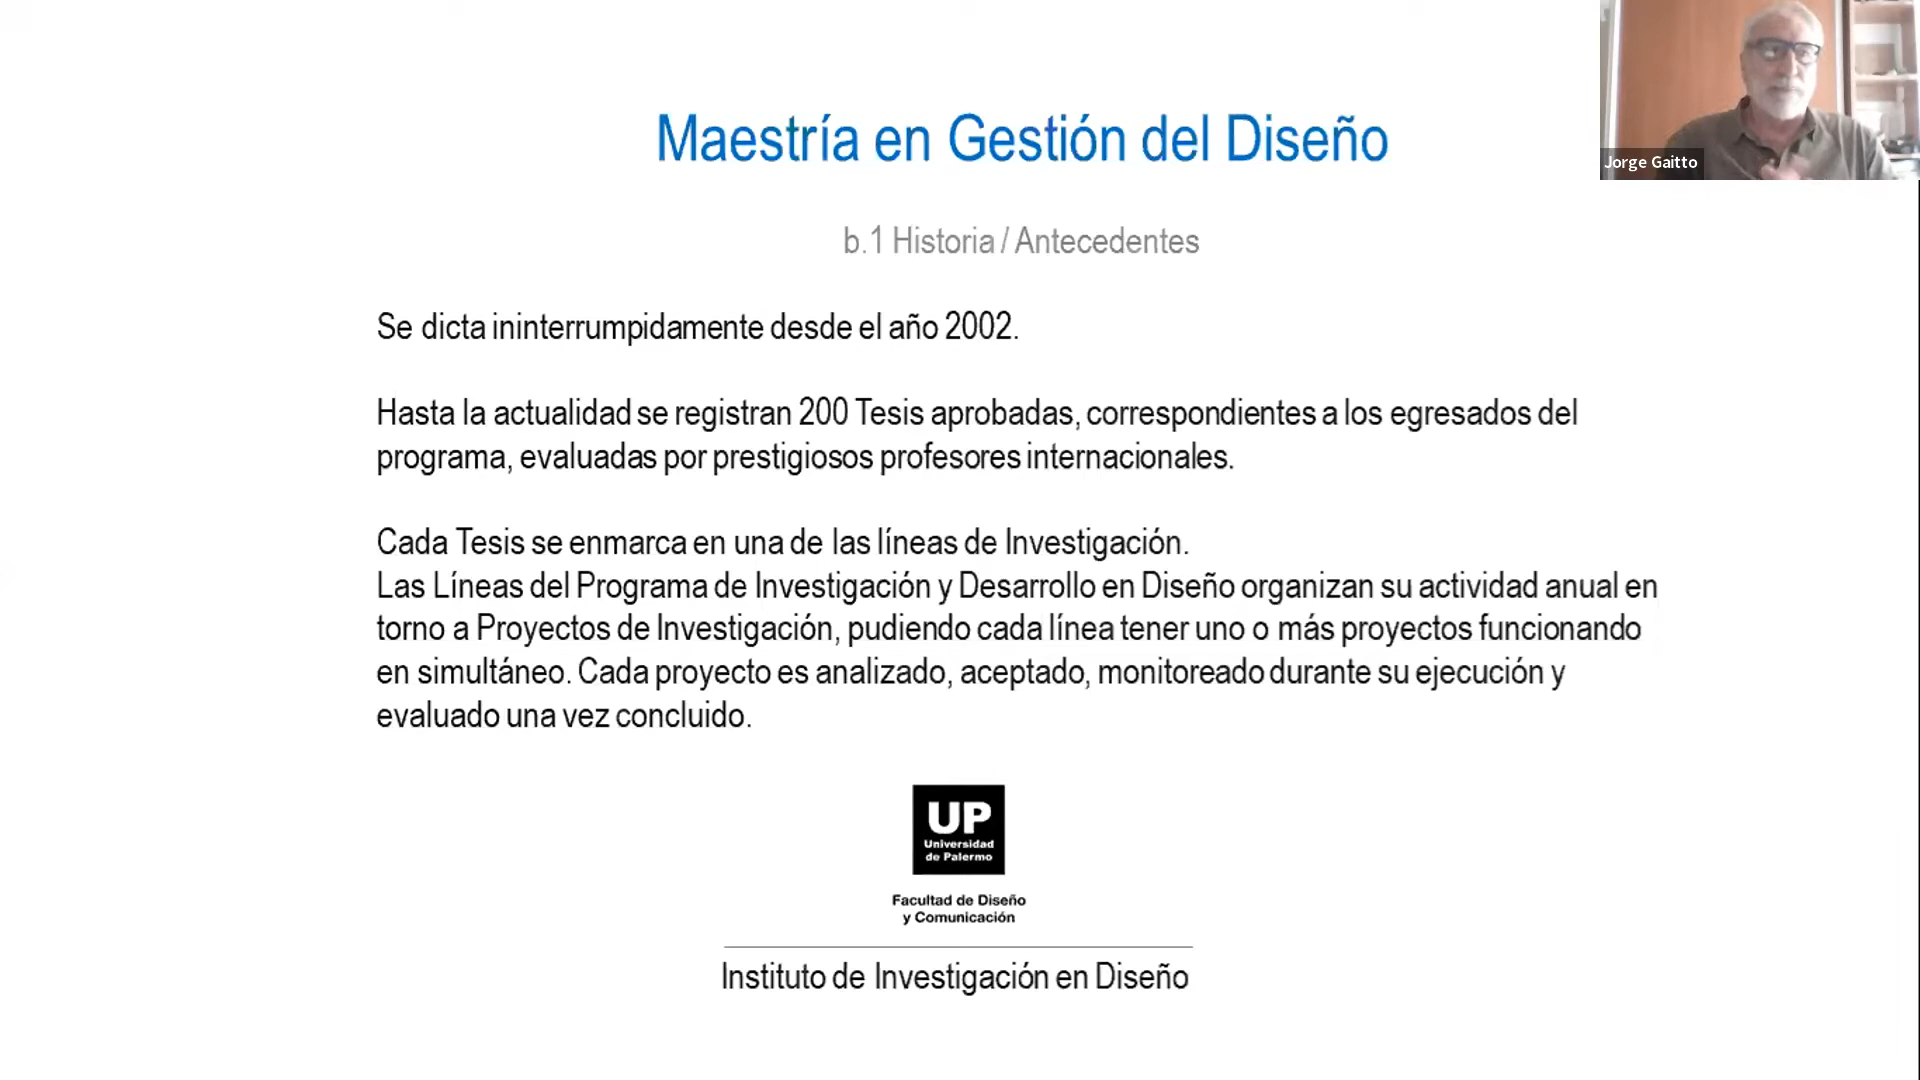 Maestría en Gestión del Diseño
Jorge Gaitto
b.1 Historia / Antecedentes
Se dicta ininterrumpidamente desde el año 2002.
Hasta la actualidad se registran 200 Tesis aprobadas, correspondientes a los egresados del
programa, evaluadas por prestigiosos profesores internacionales.
Cada Tesis se enmarca en una de las líneas de Investigación.
Las Líneas del Programa de Investigación y Desarrollo en Diseño organizan su actividad anual en
torno a Proyectos de Investigación, pudiendo cada línea tener uno o más proyectos funcionando
en simultáneo. Cada proyecto es analizado, aceptado, monitoreado durante su ejecución y
evaluado una vez concluido.
UP
Universidad
de Palermo
Facultad de Diseño
y Comunicación
Instituto de Investigación en Diseño